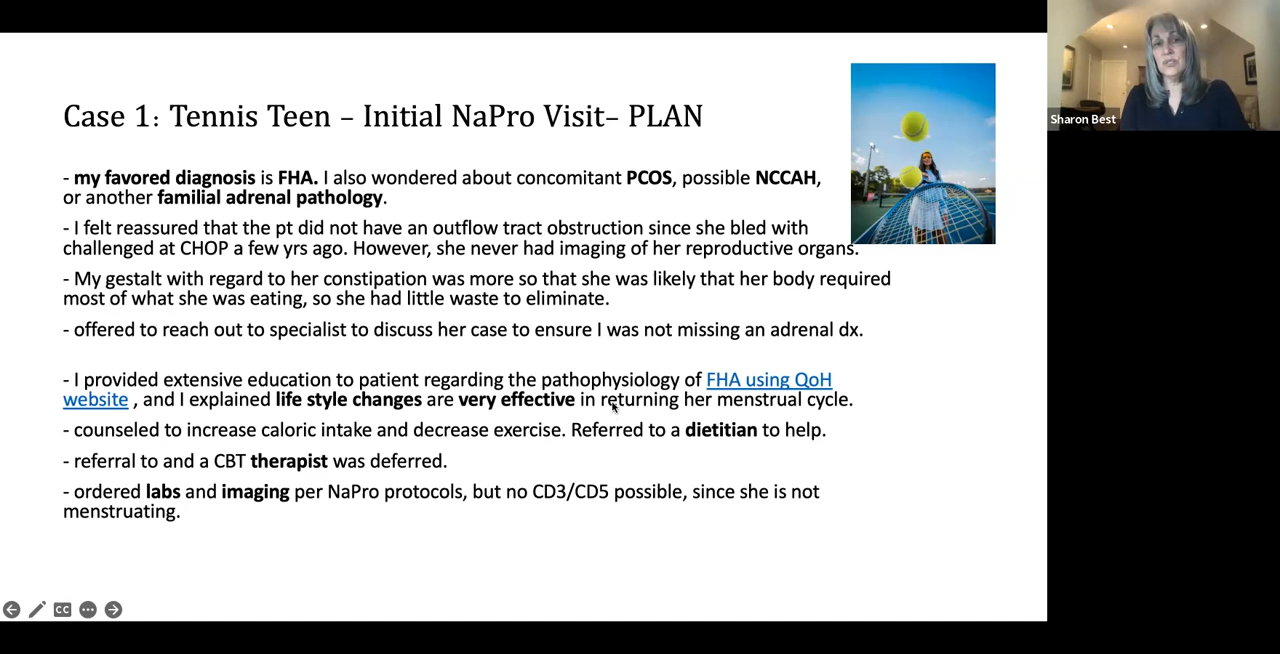 Case 1: Tennis Teen – Initial NaPro Visit– PLAN
- my favored diagnosis is FHA. I also wondered about concomitant PCOS, possible NCCAH,
or another familial adrenal pathology.
- I felt reassured that the pt did not have an outflow tract obstruction since she bled with
challenged at CHOP a few yrs ago. However, she never had imaging of her reproductive organs.
- My gestalt with regard to her constipation was more so that she was likely that her body required
most of what she was eating, so she had little waste to eliminate.
- offered to reach out to specialist to discuss her case to ensure I was not missing an adrenal dx.
- I provided extensive education to patient regarding the pathophysiology of FHA using QoH
website , and I explained life style changes are very effective in returning her menstrual cycle.
- counseled to increase caloric intake and decrease exercise. Referred to a dietitian to help.
- referral to and a CBT therapist was deferred.
- ordered labs and imaging per NaPro protocols, but no CD3/CD5 possible, since she is not
menstruating.
CC
Sharon Best